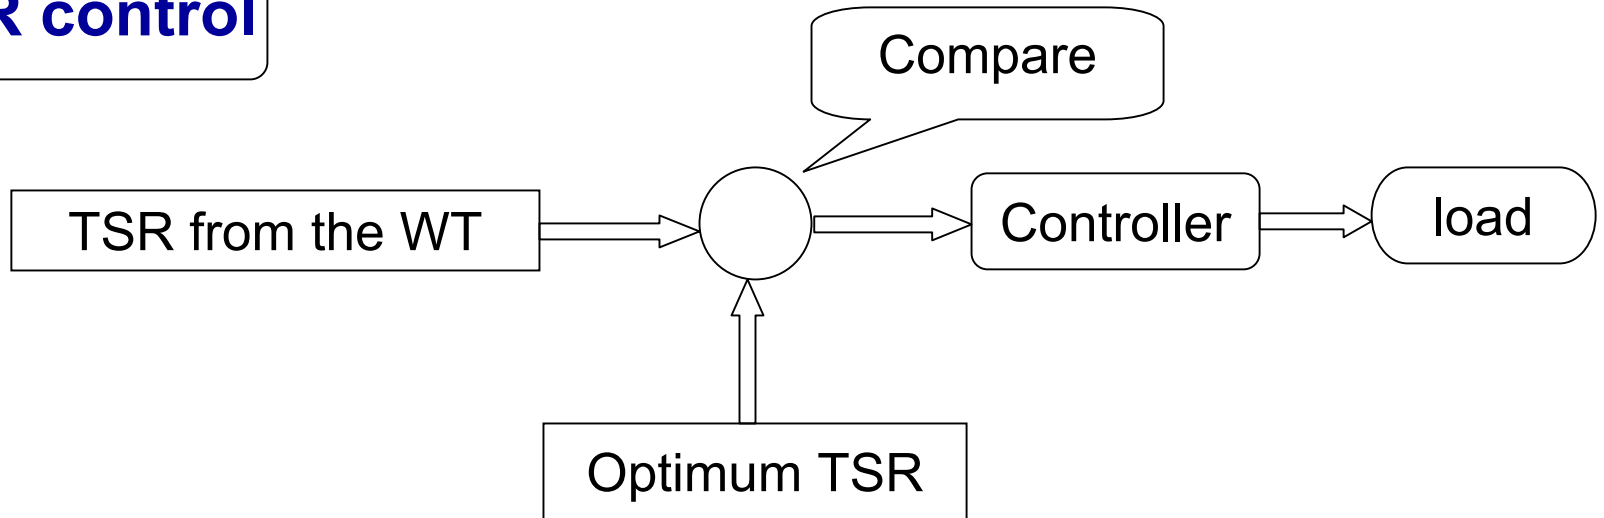 R control
Compare
TSR from the WT
Controller
load
Optimum TSR